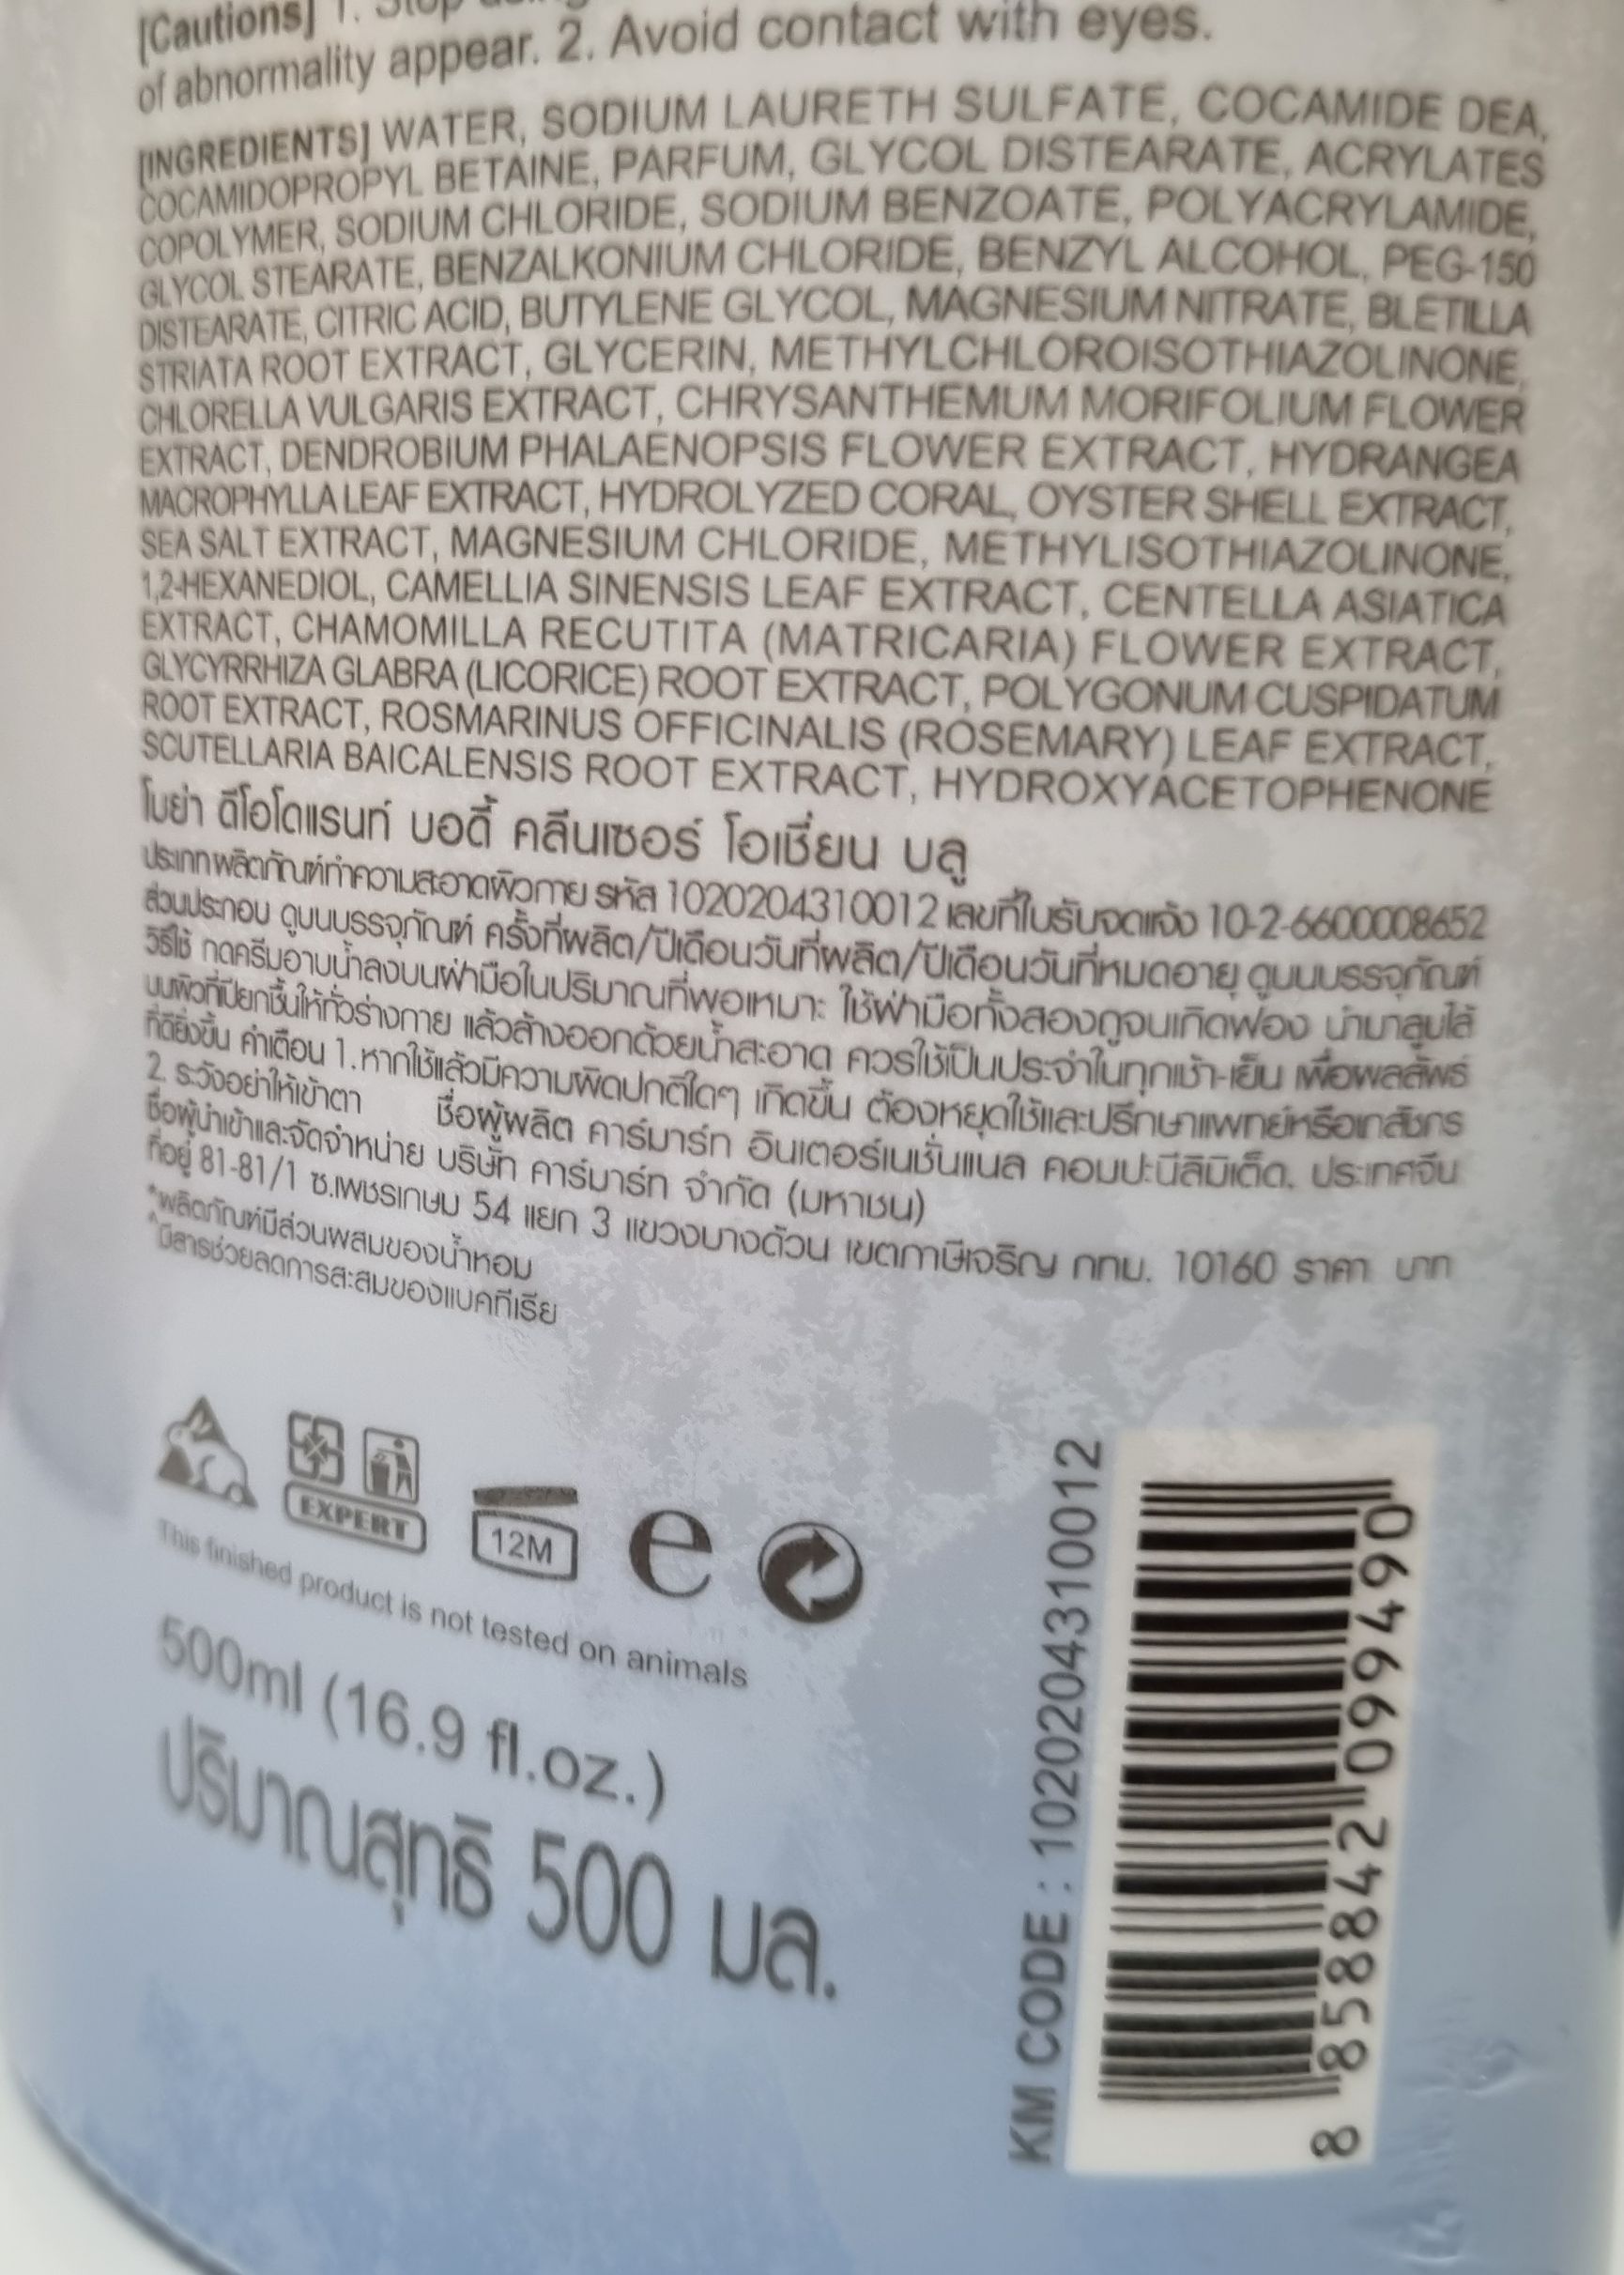 [Cautions] 1. Stop
of abnormality appear. 2. Avoid contact with eyes.
[INGREDIENTS] WATER, SODIUM LAURETH SULFATE, COCAMIDE DEA,
COCAMIDOPROPYL BETAINE, PARFUM, GLYCOL DISTEARATE, ACRYLATES
COPOLYMER, SODIUM CHLORIDE, SODIUM BENZOATE, POLYACRYLAMIDE,
GLYCOL STEARATE, BENZALKONIUM CHLORIDE, BENZYL ALCOHOL, PEG-150
DISTEARATE, CITRIC ACID, BUTYLENE GLYCOL, MAGNESIUM NITRATE, BLETILLA
STRIATA ROOT EXTRACT, GLYCERIN, METHYLCHLOROISOTHIAZOLINONE,
CHLORELLA VULGARIS EXTRACT, CHRYSANTHEMUM MORIFOLIUM FLOWER
EXTRACT, DENDROBIUM PHALAENOPSIS FLOWER EXTRACT, HYDRANGEA
MACROPHYLLA LEAF EXTRACT, HYDROLYZED CORAL, OYSTER SHELL EXTRACT,
SEA SALT EXTRACT, MAGNESIUM CHLORIDE, METHYLISOTHIAZOLINONE,
1,2-HEXANEDIOL, CAMELLIA SINENSIS LEAF EXTRACT, CENTELLA ASIATICA
EXTRACT, CHAMOMILLA RECUTITA (MATRICARIA) FLOWER EXTRACT,
GLYCYRRHIZA GLABRA (LICORICE) ROOT EXTRACT, POLYGONUM CUSPIDATUM
ROOT EXTRACT, ROSMARINUS OFFICINALIS (ROSEMARY) LEAF EXTRACT,
SCUTELLARIA BAICALENSIS ROOT EXTRACT, HYDROXYACETOPHENONE
โบย่า ดีโอโดแรนท์ บอดี้ คลีนเซอร์ โอเชี่ยน บลู
ประเภทผลิตภัณฑ์ทำความสะอาดผิวกาย รหัส 1020204310012 เลขที่ใบรับจดแจ้ง 10-2-6600008652
ส่วนประกอบ ดูบนบรรจุภัณฑ์ ครั้งที่ผลิต/ปีเดือนวันที่ผลิต/ปีเดือนวันที่หมดอายุ ดูบนบรรจุภัณฑ์
วิธีใช้ กดครีมอาบน้ำลงบนฝ่ามือในปริมาณที่พอเหมาะ ใช้ฝ่ามือทั้งสองถูจนเกิดฟอง นำมาลูบไล้
บนผิวที่เปียกชื้นให้ทั่วร่างกาย แล้วล้างออกด้วยน้ำสะอาด ควรใช้เป็นประจำในทุกเช้า-เย็น เพื่อผลลัพธ์
ที่ดียิ่งขึ้น คำเตือน 1.หากใช้แล้วมีความผิดปกติใดๆ เกิดขึ้น ต้องหยุดใช้และปรึกษาแพทย์หรือเภสัชกร
2. ระวังอย่าให้เข้าตา ชื่อผู้ผลิต คาร์มาร์ท อินเตอร์เนชั่นแนล คอมปะนีลิมิเต็ด, ประเทศจีน
ชื่อผู้นำเข้าและจัดจำหน่าย บริษัท คาร์มาร์ท จำกัด (มหาชน)
ที่อยู่ 81-81/1 ซ.เพชรเกษม 54 แยก 3 แขวงบางด้วน เขตภาษีเจริญ กทม. 10160 ราคา บาท
*ผลิตภัณฑ์มีส่วนผสมของน้ำหอม
^มีสารช่วยลดการสะสมของแบคทีเรีย
EXPERT
12M
e
This finished product is not tested on animals
500ml (16.9 fl.oz.)
ปริมาณสุทธิ 500 มล.
KM CODE : 1020204310012
8 858842 099490